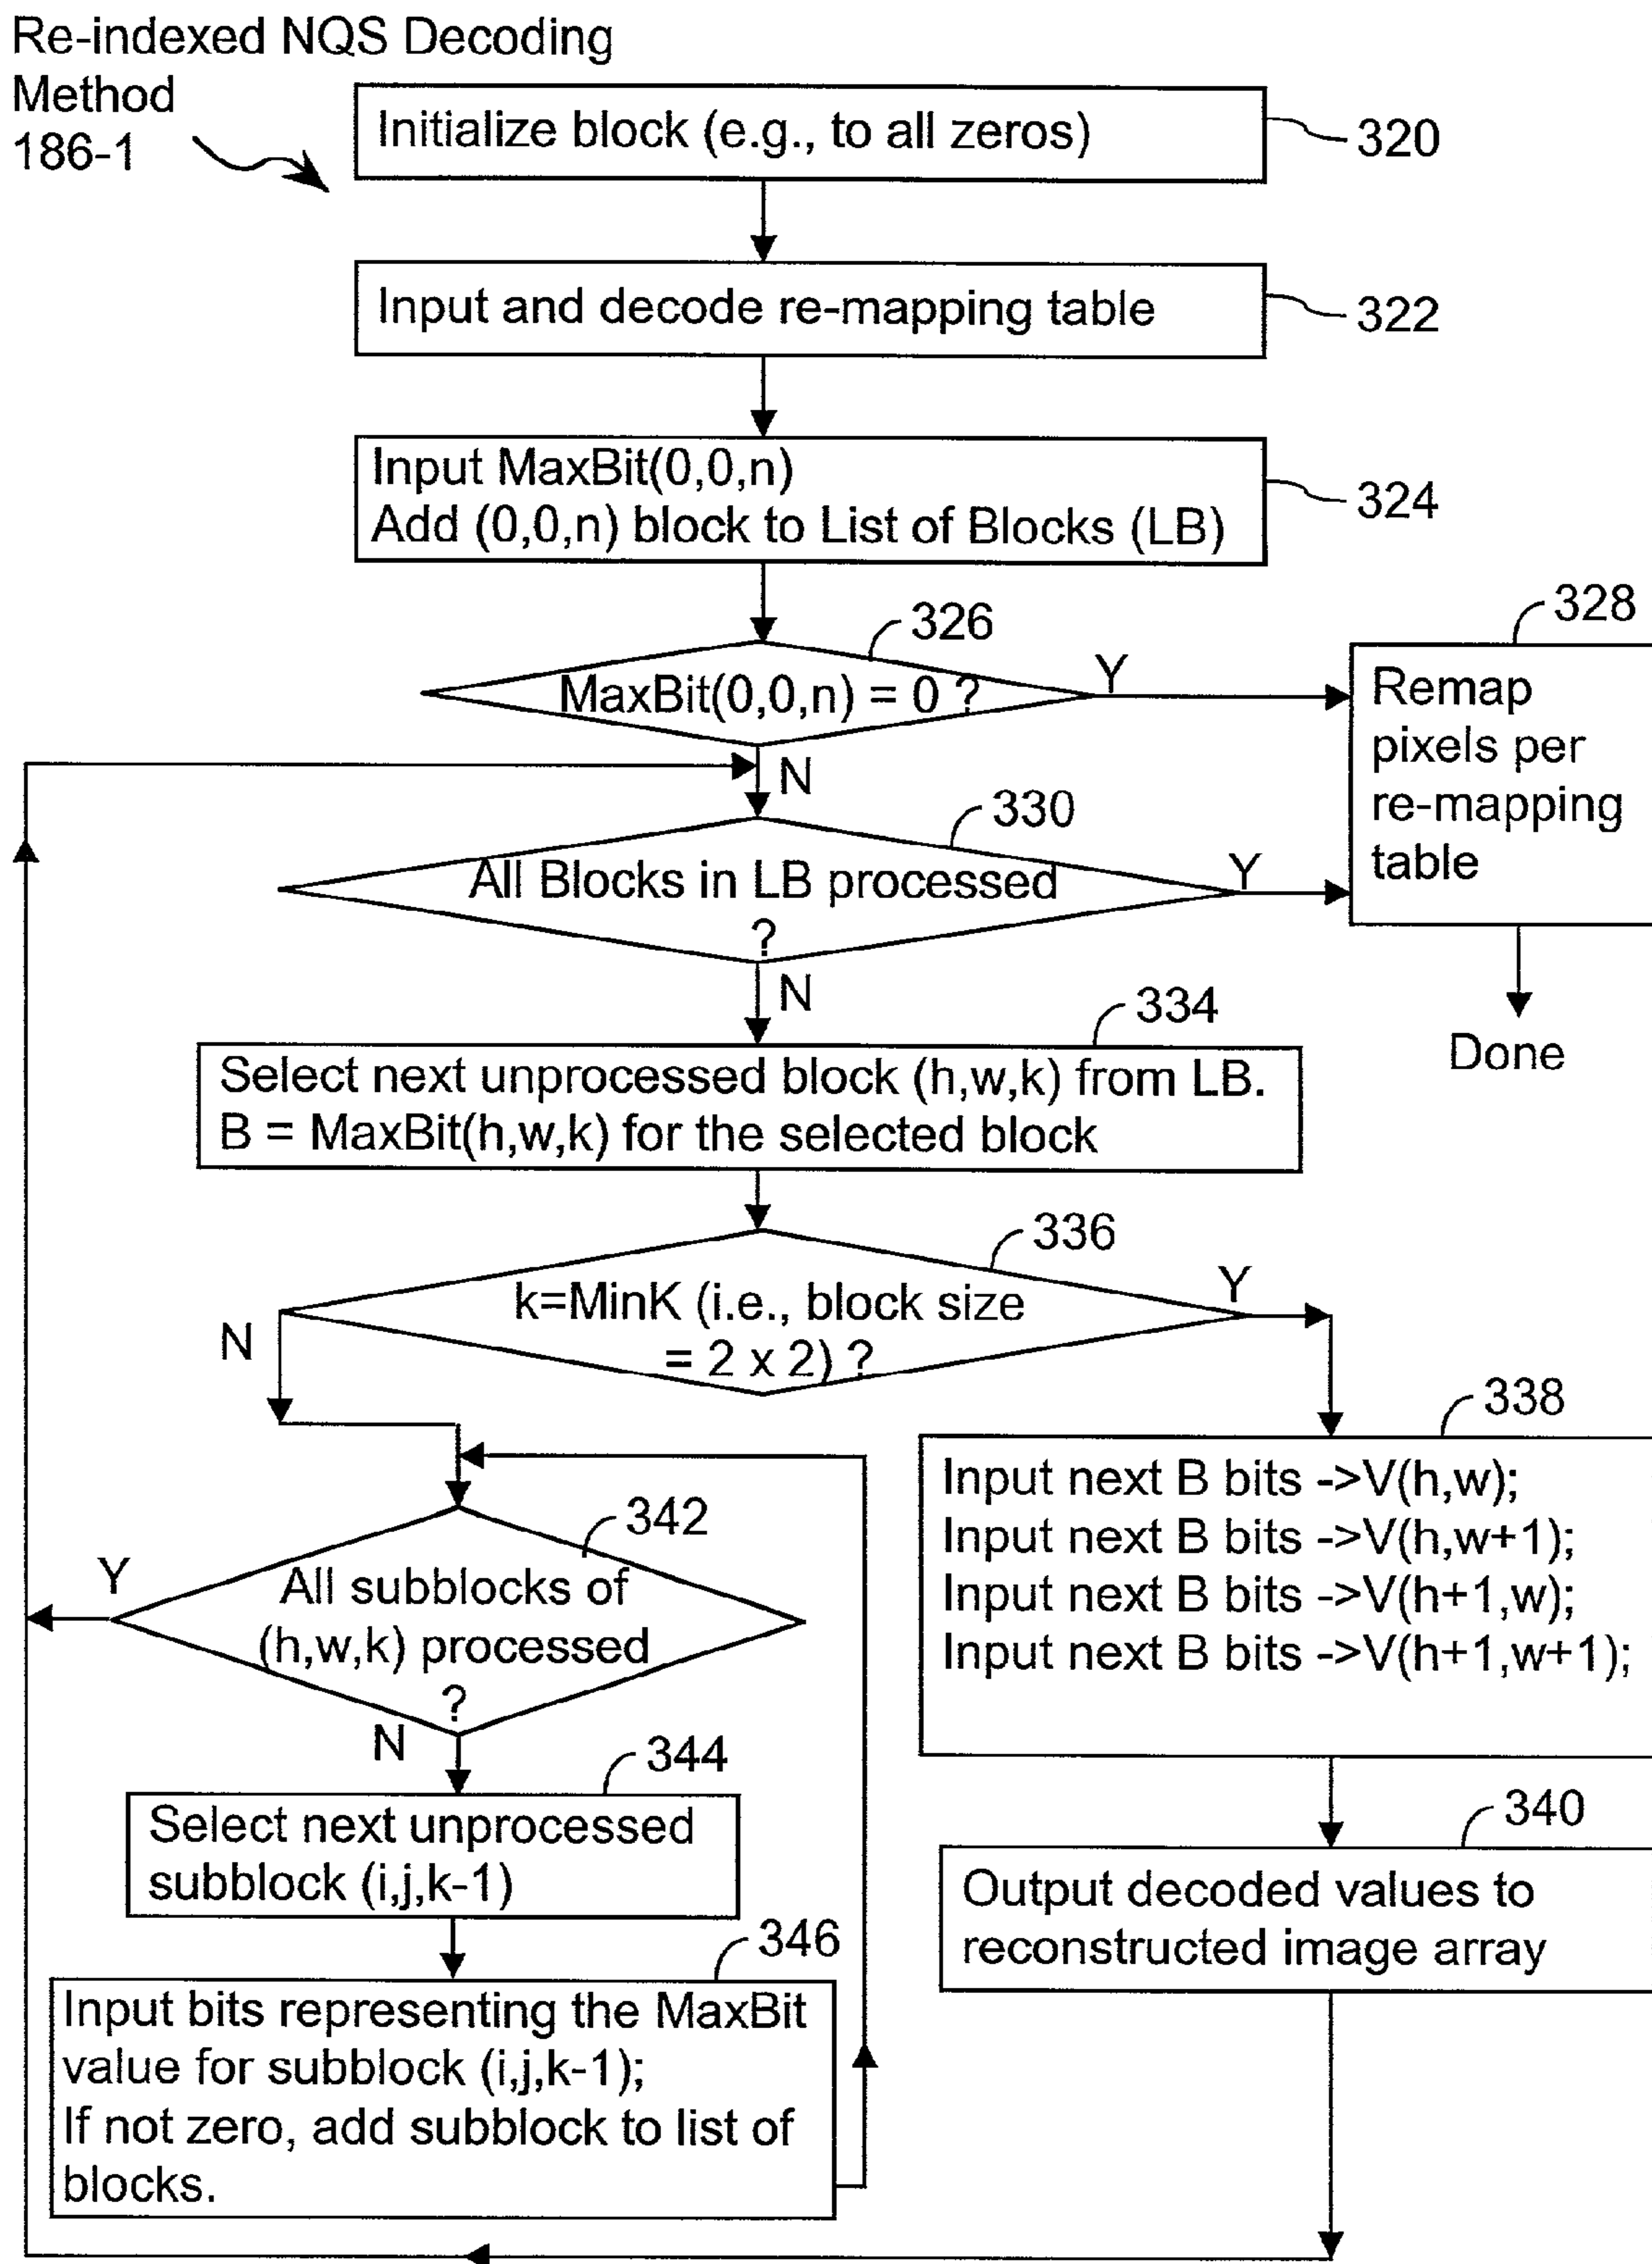 Re-indexed NQS Decoding
Method
186-1
Initialize block (e.g., to all zeros)
320
Input and decode re-mapping table
322
Input MaxBit(0,0,n)
Add (0,0,n) block to List of Blocks (LB)
324
326
MaxBit(0,0,n) = 0 ?
Y
N
328
Remap
pixels per
re-mapping
table
Done
330
All Blocks in LB processed
?
Y
N
334
Select next unprocessed block (h,w,k) from LB.
B = MaxBit(h,w,k) for the selected block
336
k=MinK (i.e., block size
= 2 x 2) ?
Y
N
338
Input next B bits ->V(h,w);
Input next B bits ->V(h,w+1);
Input next B bits ->V(h+1,w);
Input next B bits ->V(h+1,w+1);
340
Output decoded values to
reconstructed image array
342
All subblocks of
(h,w,k) processed
?
Y
N
344
Select next unprocessed
subblock (i,j,k-1)
346
Input bits representing the MaxBit
value for subblock (i,j,k-1);
If not zero, add subblock to list of
blocks.